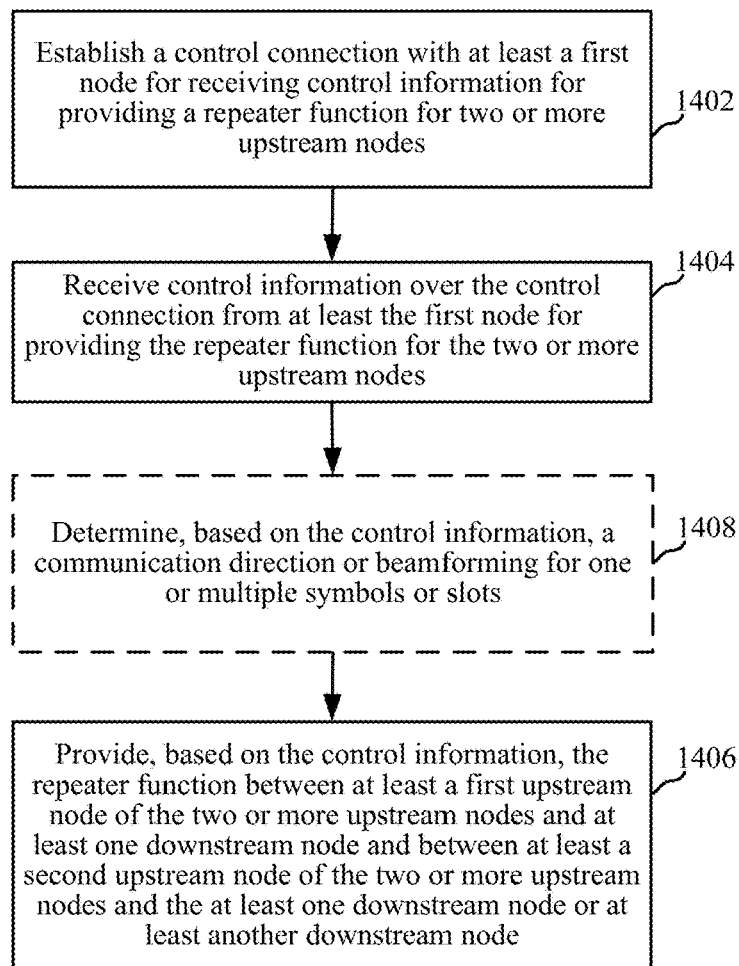 Establish a control connection with at least a first
node for receiving control information for
providing a repeater function for two or more
upstream nodes
1402
Receive control information over the control
connection from at least the first node for
providing the repeater function for the two or more
upstream nodes
1404
Determine, based on the control information, a
communication direction or beamforming for one
or multiple symbols or slots
1408
Provide, based on the control information, the
repeater function between at least a first upstream
node of the two or more upstream nodes and at
least one downstream node and between at least a
second upstream node of the two or more upstream
nodes and the at least one downstream node or at
least another downstream node
1406